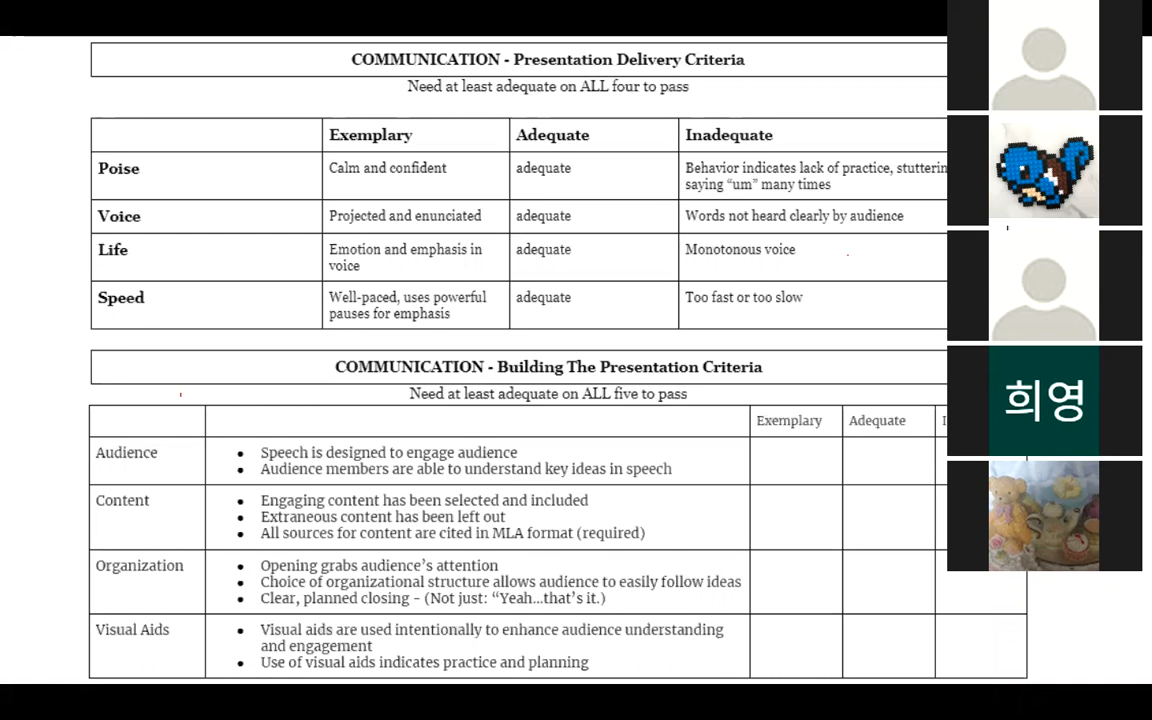 COMMUNICATION - Presentation Delivery Criteria
Need at least adequate on ALL four to pass
Exemplary Adequate Inadequate
Poise Calm and confident adequate Behavior indicates lack of practice,
saying “um” many times
Voice Projected and enunciated adequate Words not heard clearly by audience
Life Emotion and emphasis in adequate Monotonous voice
voice
Speed Well-paced, uses powerful adequate Too fast or too slow
pauses for emphasis
COMMUNICATION - Building The Presentation Criteria
Need at least adequate on ALL five to pass
Exemplary Adequate
Audience
• Speech is designed to engage audience
• Audience members are able to understand key ideas in speech
Content
• Engaging content has been selected and included
• Extraneous content has been left out
• All sources for content are cited in MLA format (required)
Organization
• Opening grabs audience’s attention
• Choice of organizational structure allows audience to easily follow ideas
• Clear, planned closing - (Not just: “Yeah...that’s it.)
Visual Aids
• Visual aids are used intentionally to enhance audience understanding
and engagement
• Use of visual aids indicates practice and planning
희영